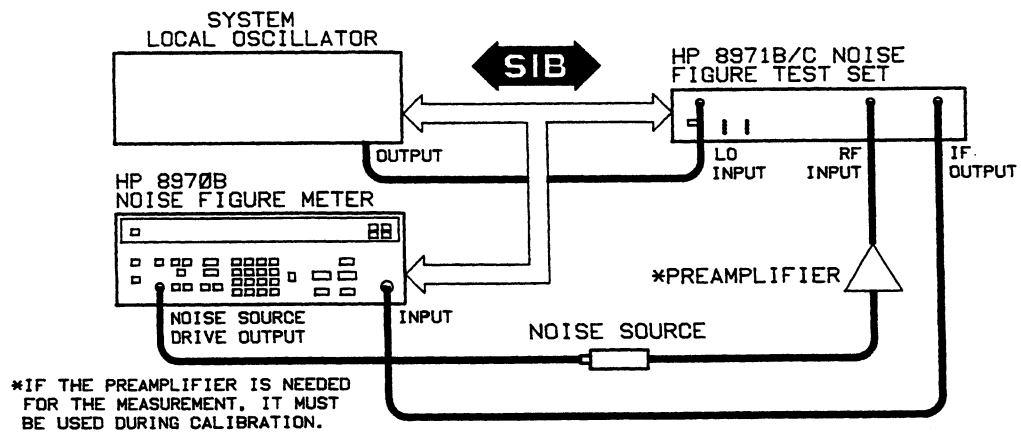 SYSTEM
LOCAL OSCILLATOR
SIB
HP 8971B/C NOISE
FIGURE TEST SET
OUTPUT
LO
INPUT
RF
INPUT
IF
OUTPUT
HP 8970B
NOISE FIGURE METER
*PREAMPLIFIER
NOISE SOURCE
DRIVE OUTPUT
INPUT
NOISE SOURCE
*IF THE PREAMPLIFIER IS NEEDED
FOR THE MEASUREMENT, IT MUST
BE USED DURING CALIBRATION.